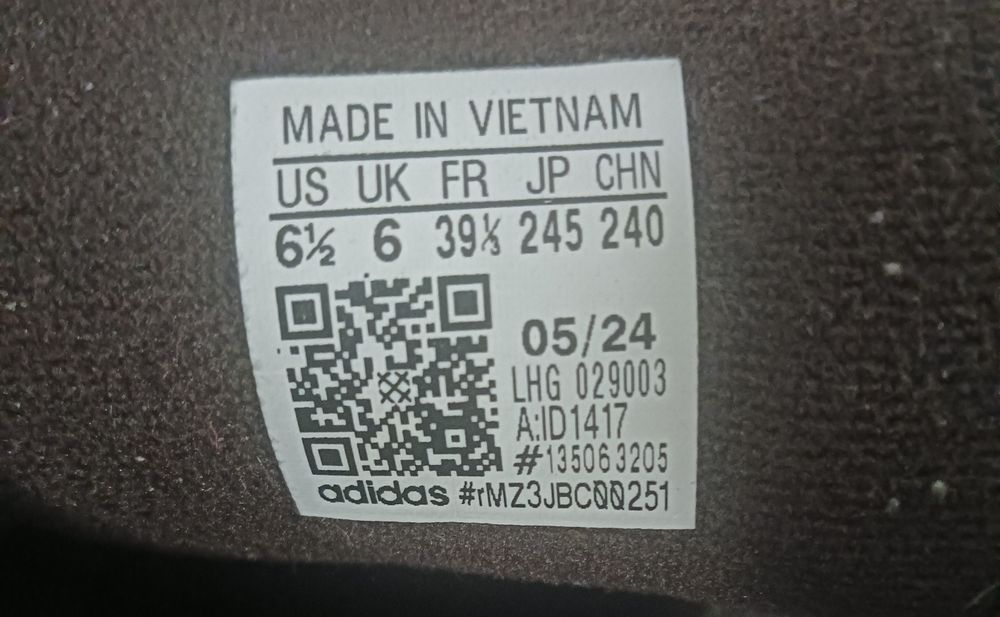 MADE IN VIETNAM
US UK FR JP CHN
6½ 6 39⅓ 245 240
05/24
LHG 029003
A:ID1417
#135063205
adidas #rMZ3JBC00251